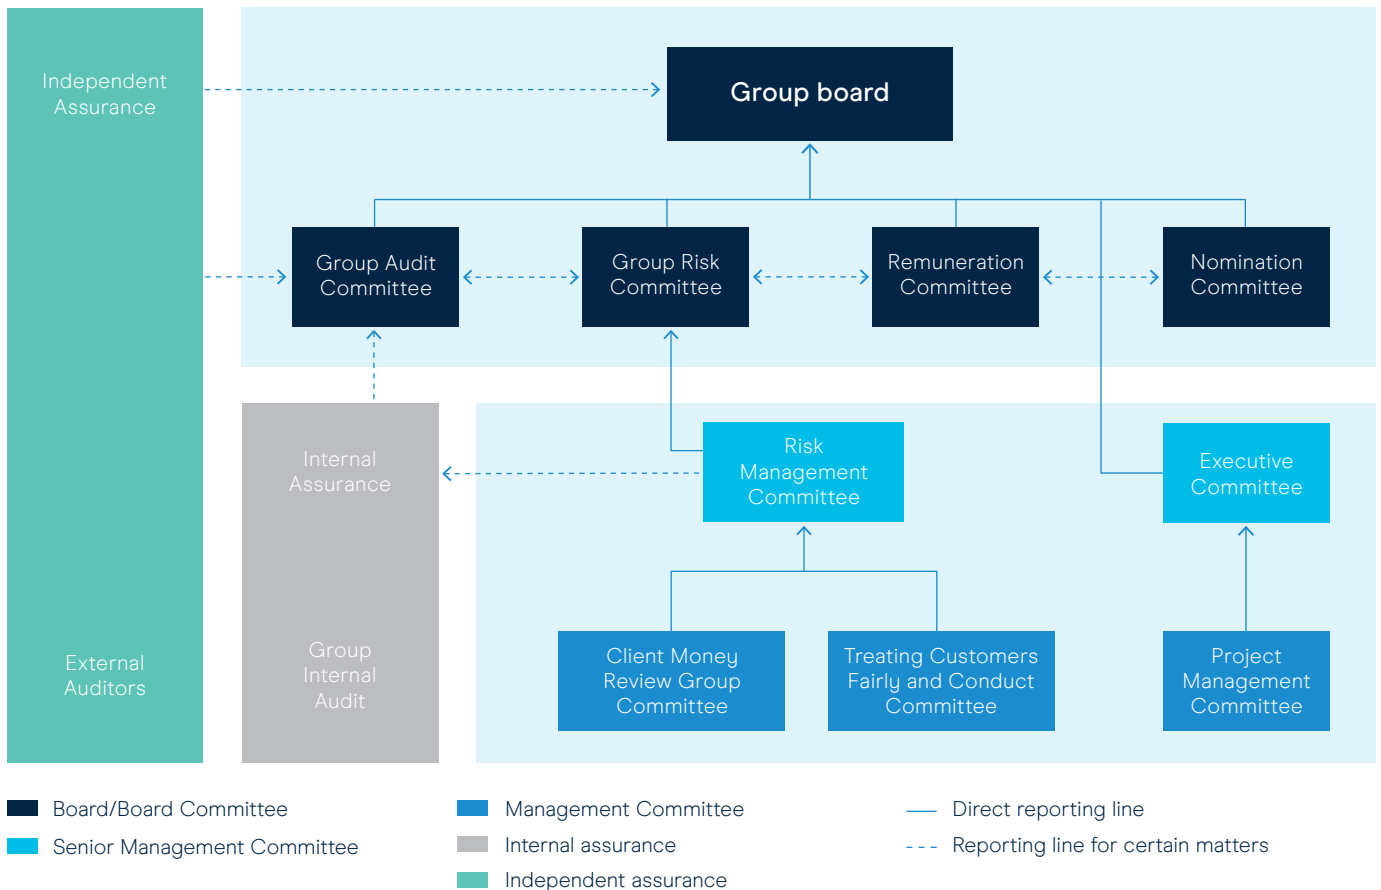 Independent
Assurance
Group board
Group Audit
Committee
Group Risk
Committee
Remuneration
Committee
Nomination
Committee
Internal
Assurance
Risk
Management
Committee
Executive
Committee
External
Auditors
Group
Internal
Audit
Client Money
Review Group
Committee
Treating Customers
Fairly and Conduct
Committee
Project
Management
Committee
Board/Board Committee
Senior Management Committee
Management Committee
Internal assurance
Independent assurance
Direct reporting line
Reporting line for certain matters